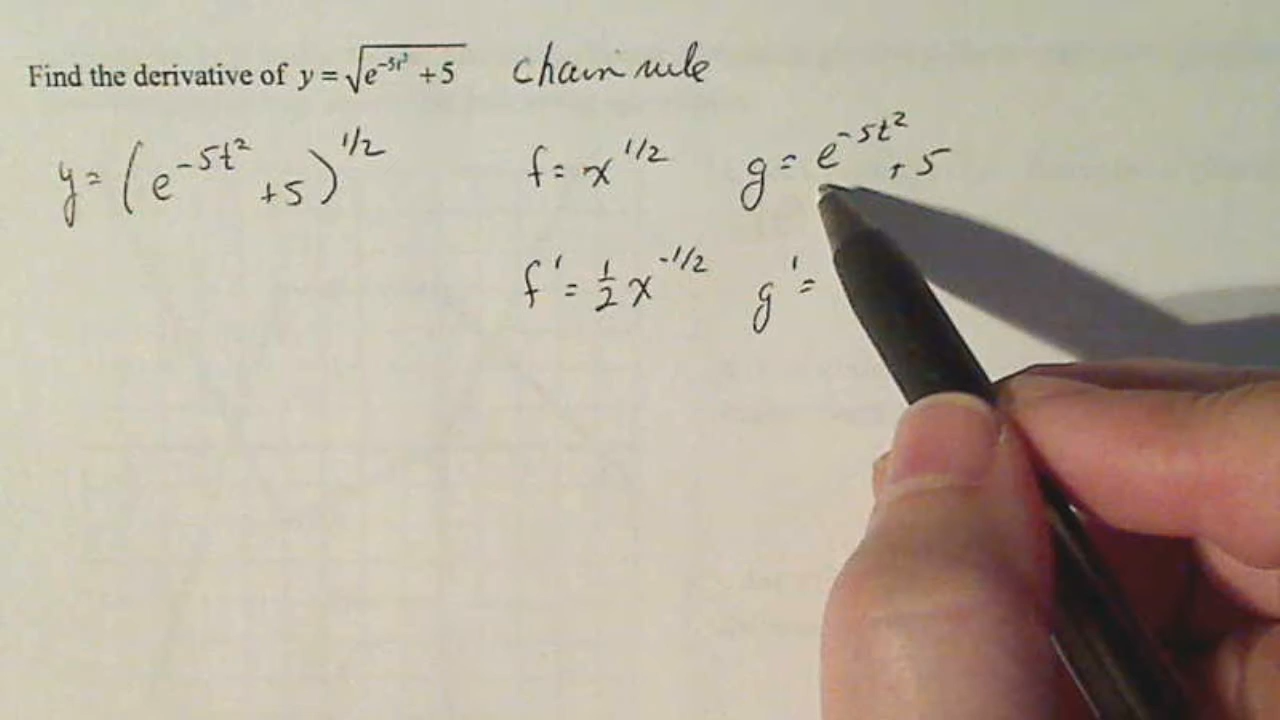 Find the derivative of y = √(e^(-5t²) + 5) chain rule
y = (e^(-5t²) + 5)^(1/2) f = x^(1/2) g = e^(-5t²) + 5
f' = 1/2 x^(-1/2) g' =